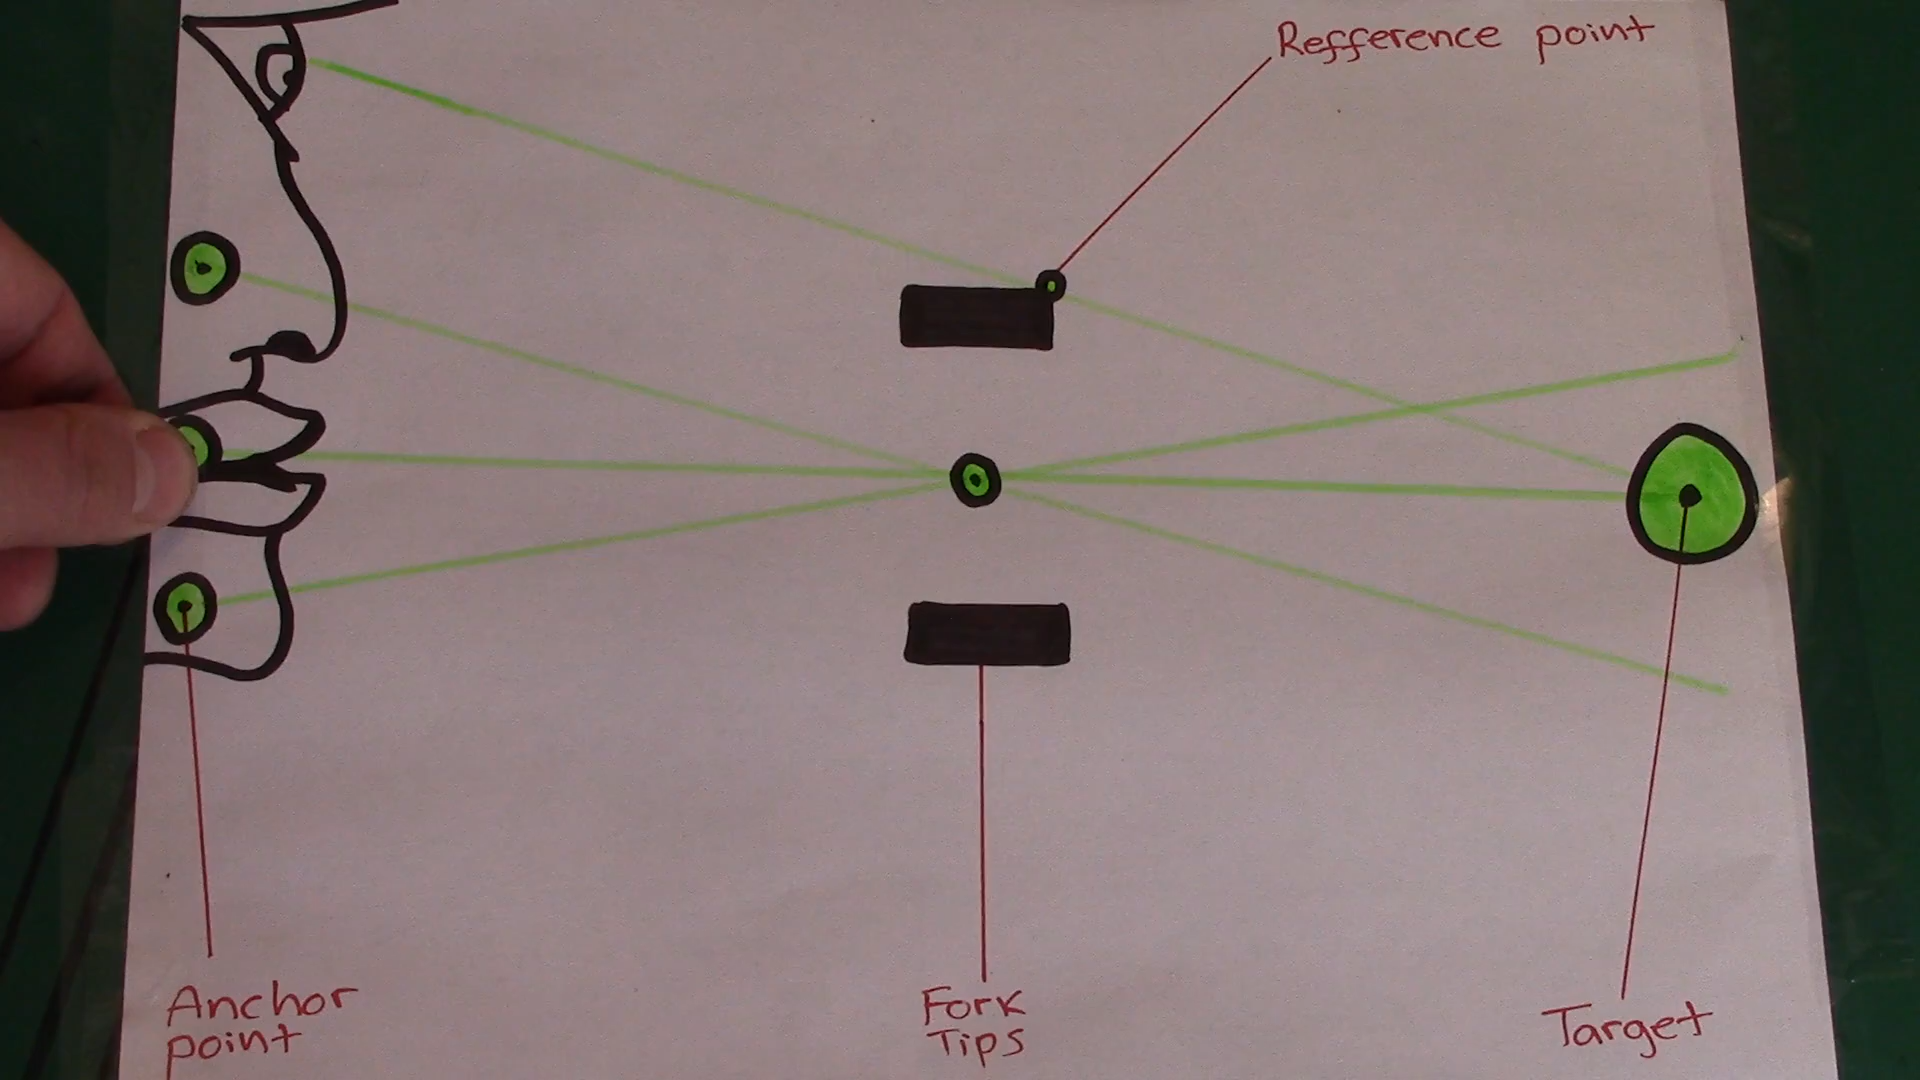 Refference point
Anchor
point
Fork
Tips
Target